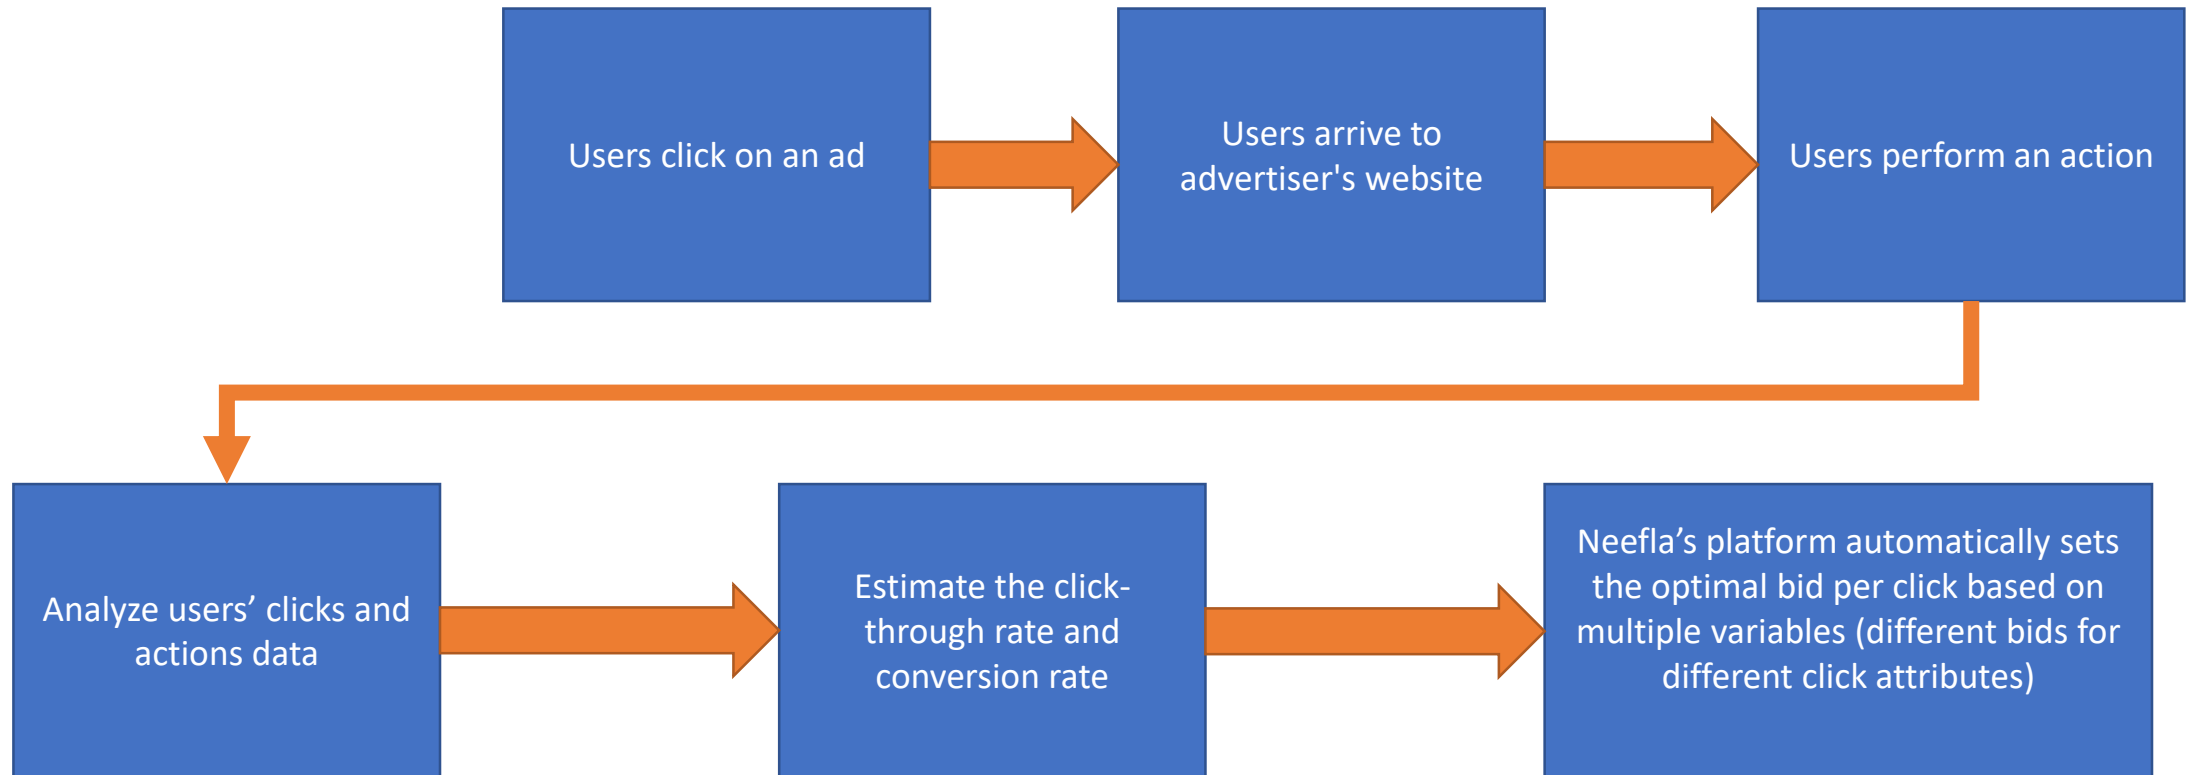 Users click on an ad
Users arrive to
advertiser's website
Users perform an action
Analyze users’ clicks and
actions data
Estimate the click-
through rate and
conversion rate
Neefla’s platform automatically sets
the optimal bid per click based on
multiple variables (different bids for
different click attributes)